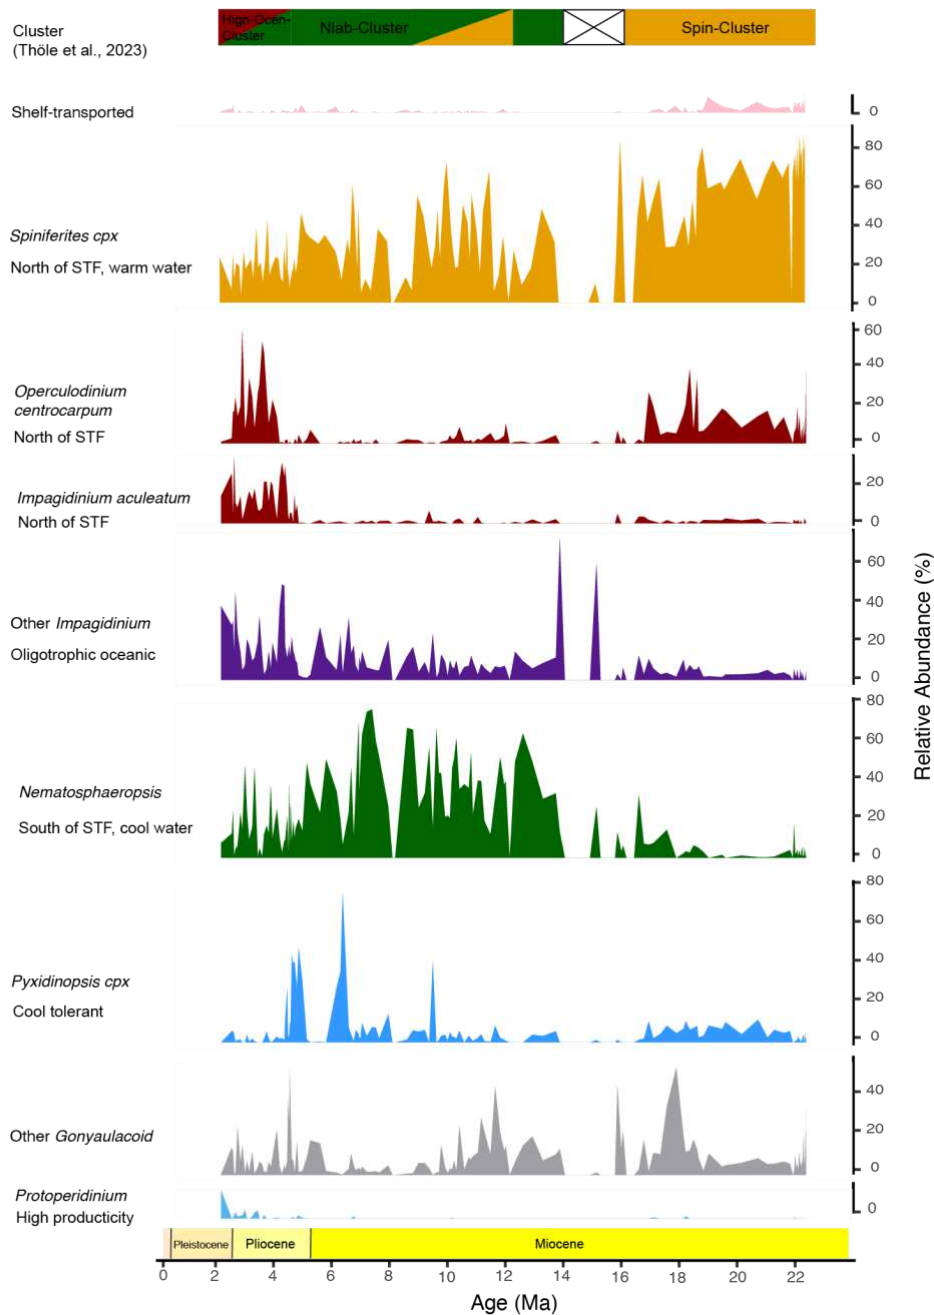 Cluster
(Thöle et al., 2023)
High-Ocen-
Cluster
Nlab-Cluster
Spin-Cluster
Shelf-transported
0
Spiniferites cpx
North of STF, warm water
80
60
40
20
0
Operculodinium
centrocarpum
North of STF
60
40
20
0
Impagidinium aculeatum
North of STF
20
0
Other Impagidinium
Oligotrophic oceanic
60
40
20
0
Nematosphaeropsis
South of STF, cool water
80
60
40
20
0
Pyxidinopsis cpx
Cool tolerant
80
60
40
20
0
Other Gonyaulacoid
40
20
0
Protoperidinium
High producticity
0
Relative Abundance (%)
Pleistocene
Pliocene
Miocene
0 2 4 6 8 10 12 14 16 18 20 22
Age (Ma)